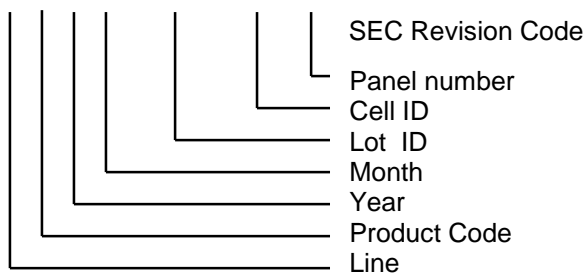 SEC Revision Code
Panel number
Cell ID
Lot ID
Month
Year
Product Code
Line